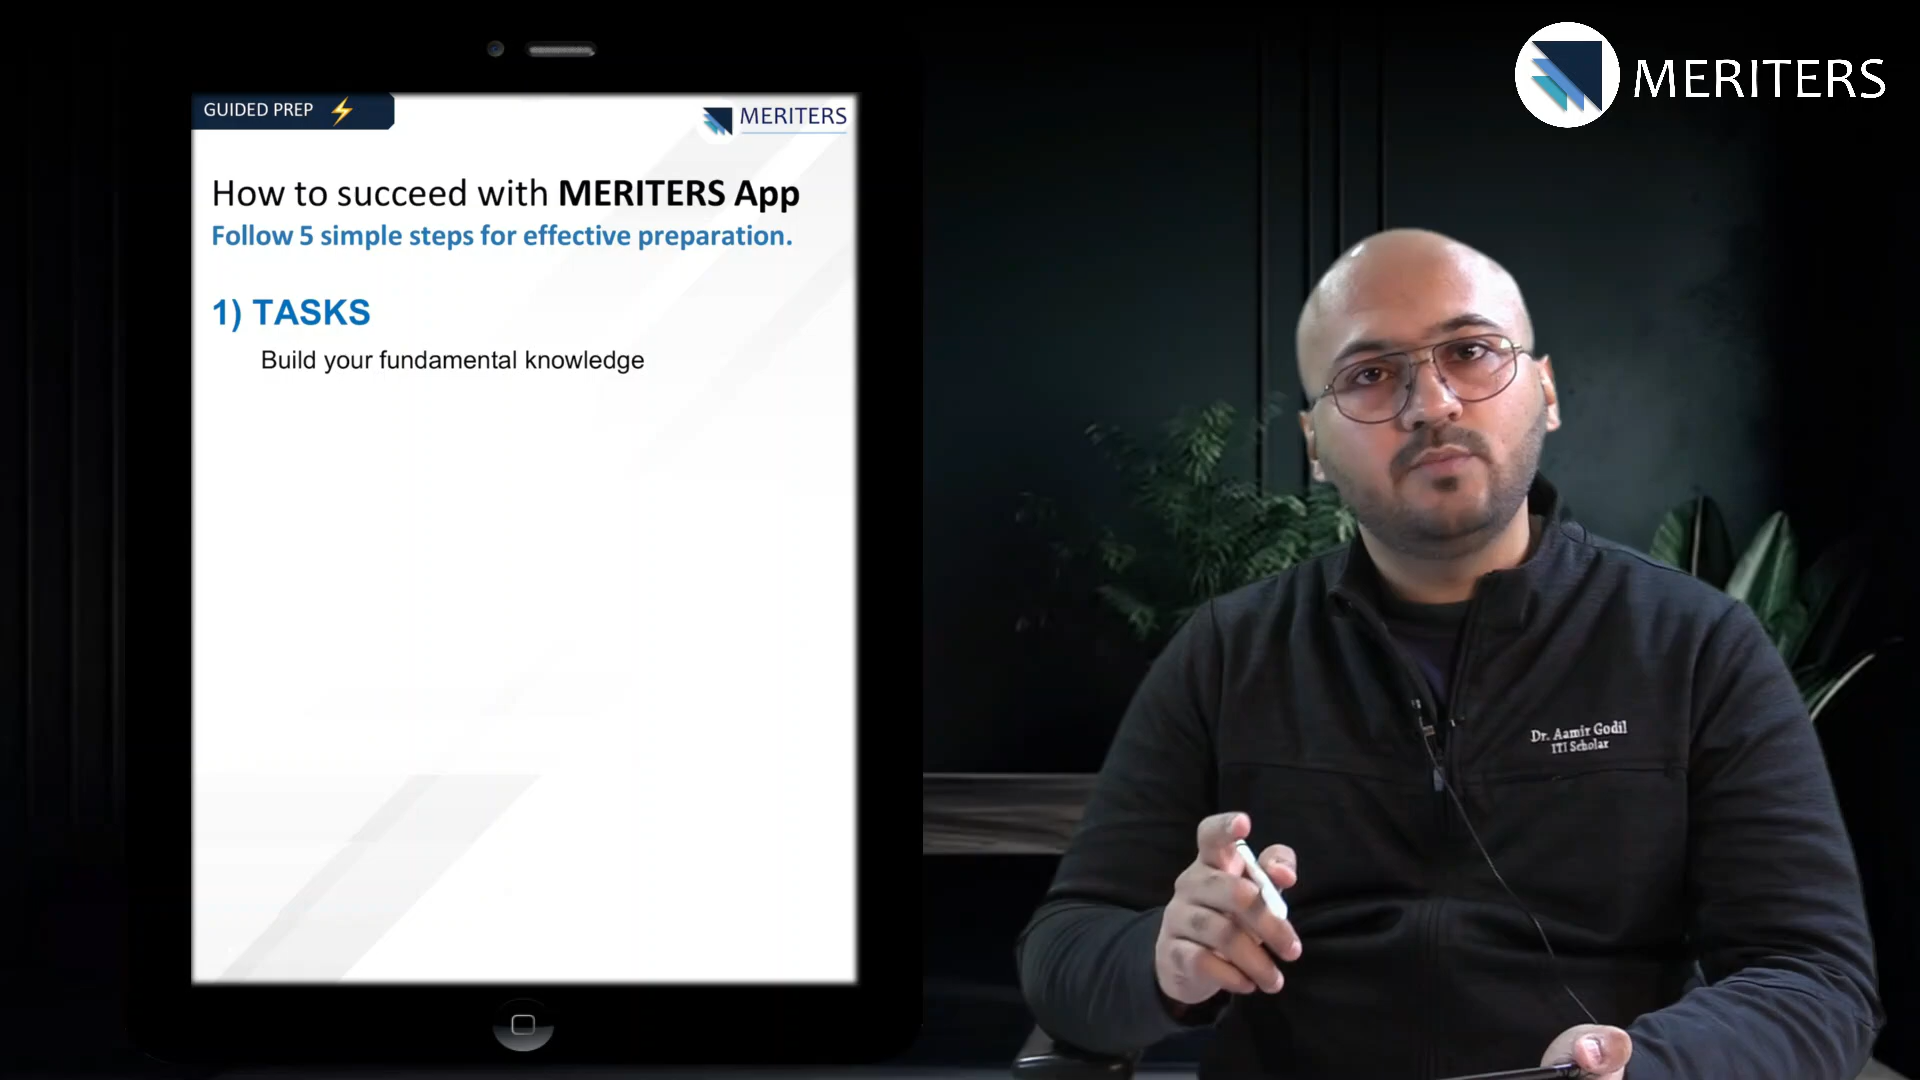 GUIDED PREP
MERITERS
How to succeed with MERITERS App
Follow 5 simple steps for effective preparation.
1) TASKS
Build your fundamental knowledge
MERITERS
Dr. Aamir Godil
ITI Scholar